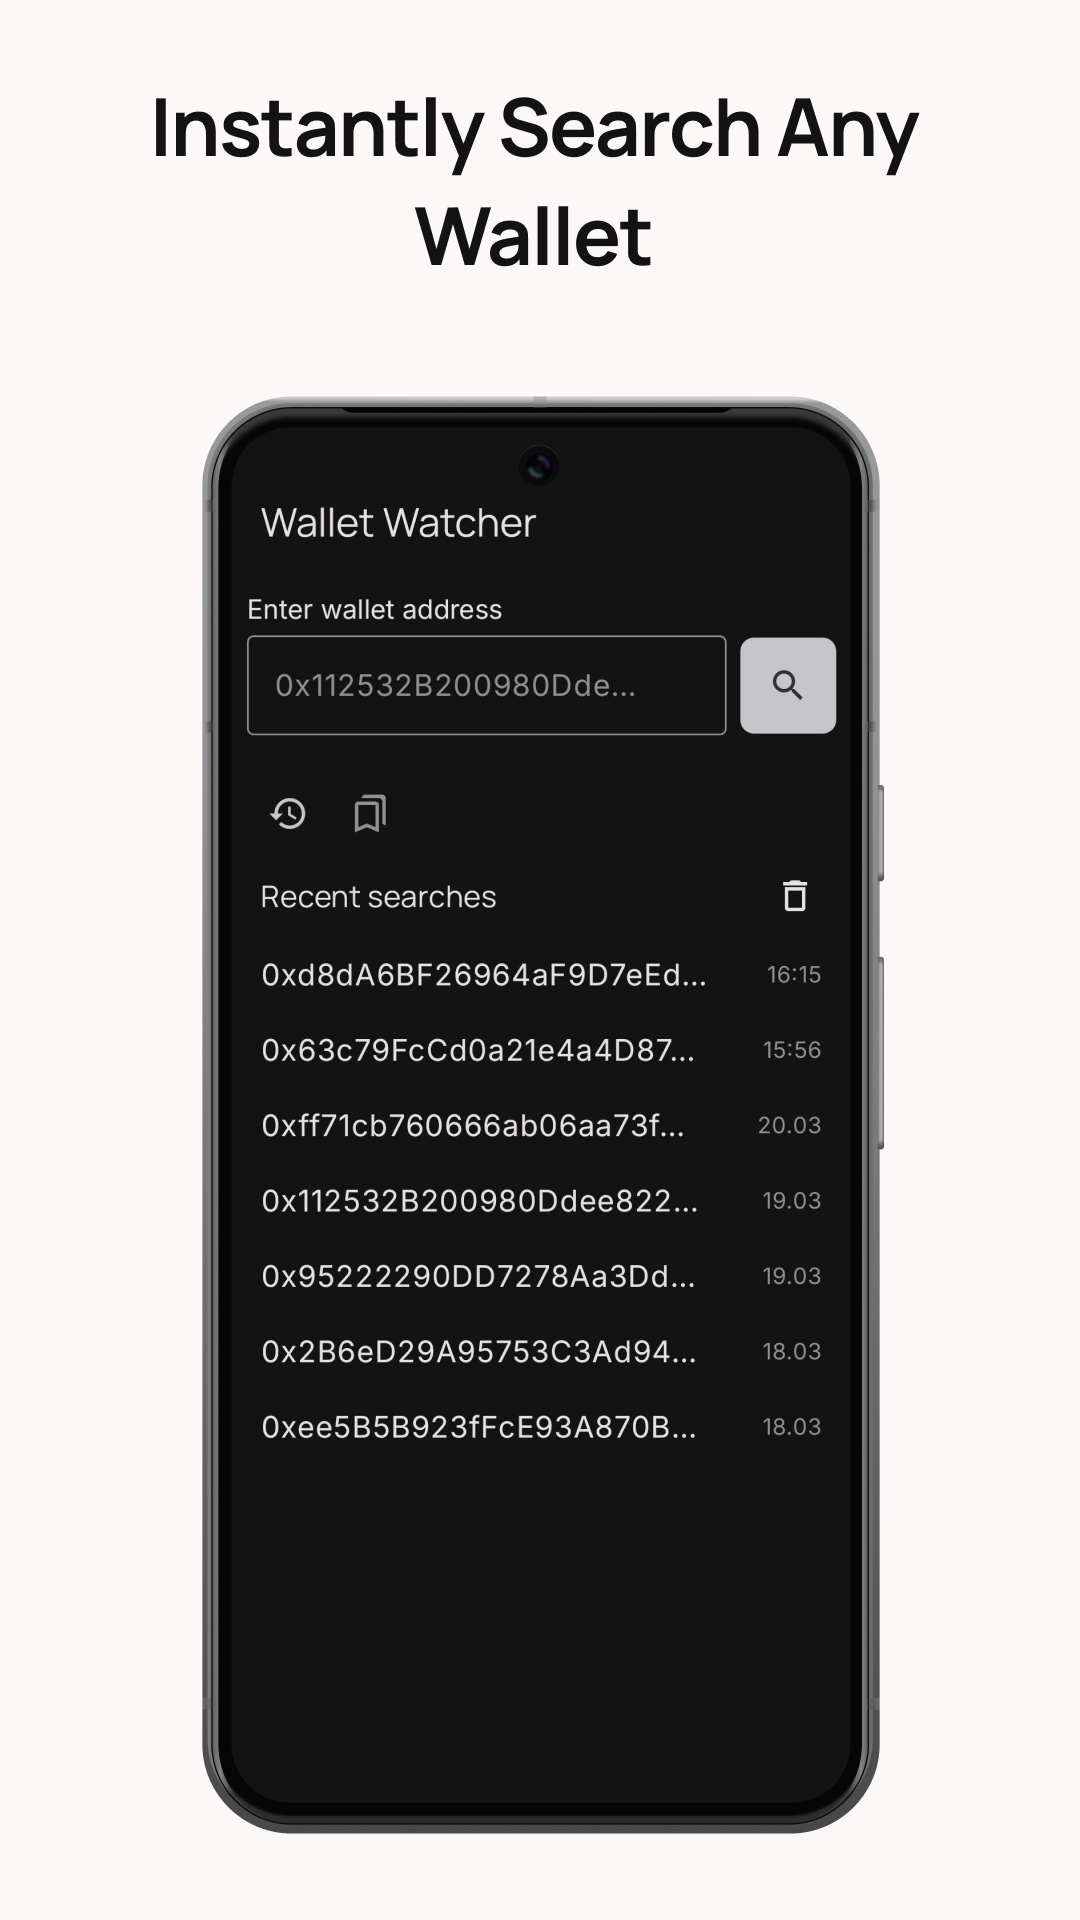 Instantly Search Any
Wallet
Wallet Watcher
Enter wallet address
0x112532B200980Dde...
Recent searches
0xd8dA6BF26964aF9D7eEd... 16:15
0x63c79FcCd0a21e4a4D87... 15:56
0xff71cb760666ab06aa73f... 20.03
0x112532B200980Ddee822... 19.03
0x95222290DD7278Aa3Dd... 19.03
0x2B6eD29A95753C3Ad94... 18.03
0xee5B5B923fFcE93A870B... 18.03